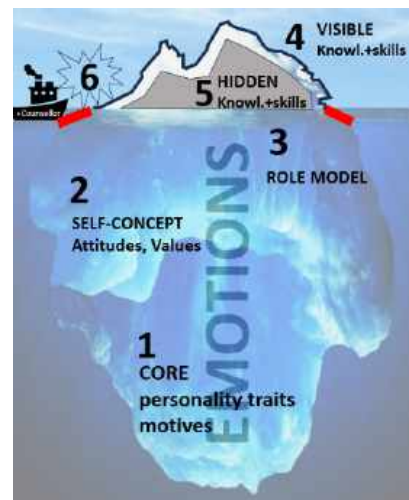 4 VISIBLE
Knowl.+skills
6
HIDDEN
5 Knowl.+skills
Counsellor
3
ROLE MODEL
2
SELF-CONCEPT
Attitudes, Values
EMOTIONS
1
CORE
personality traits
motives